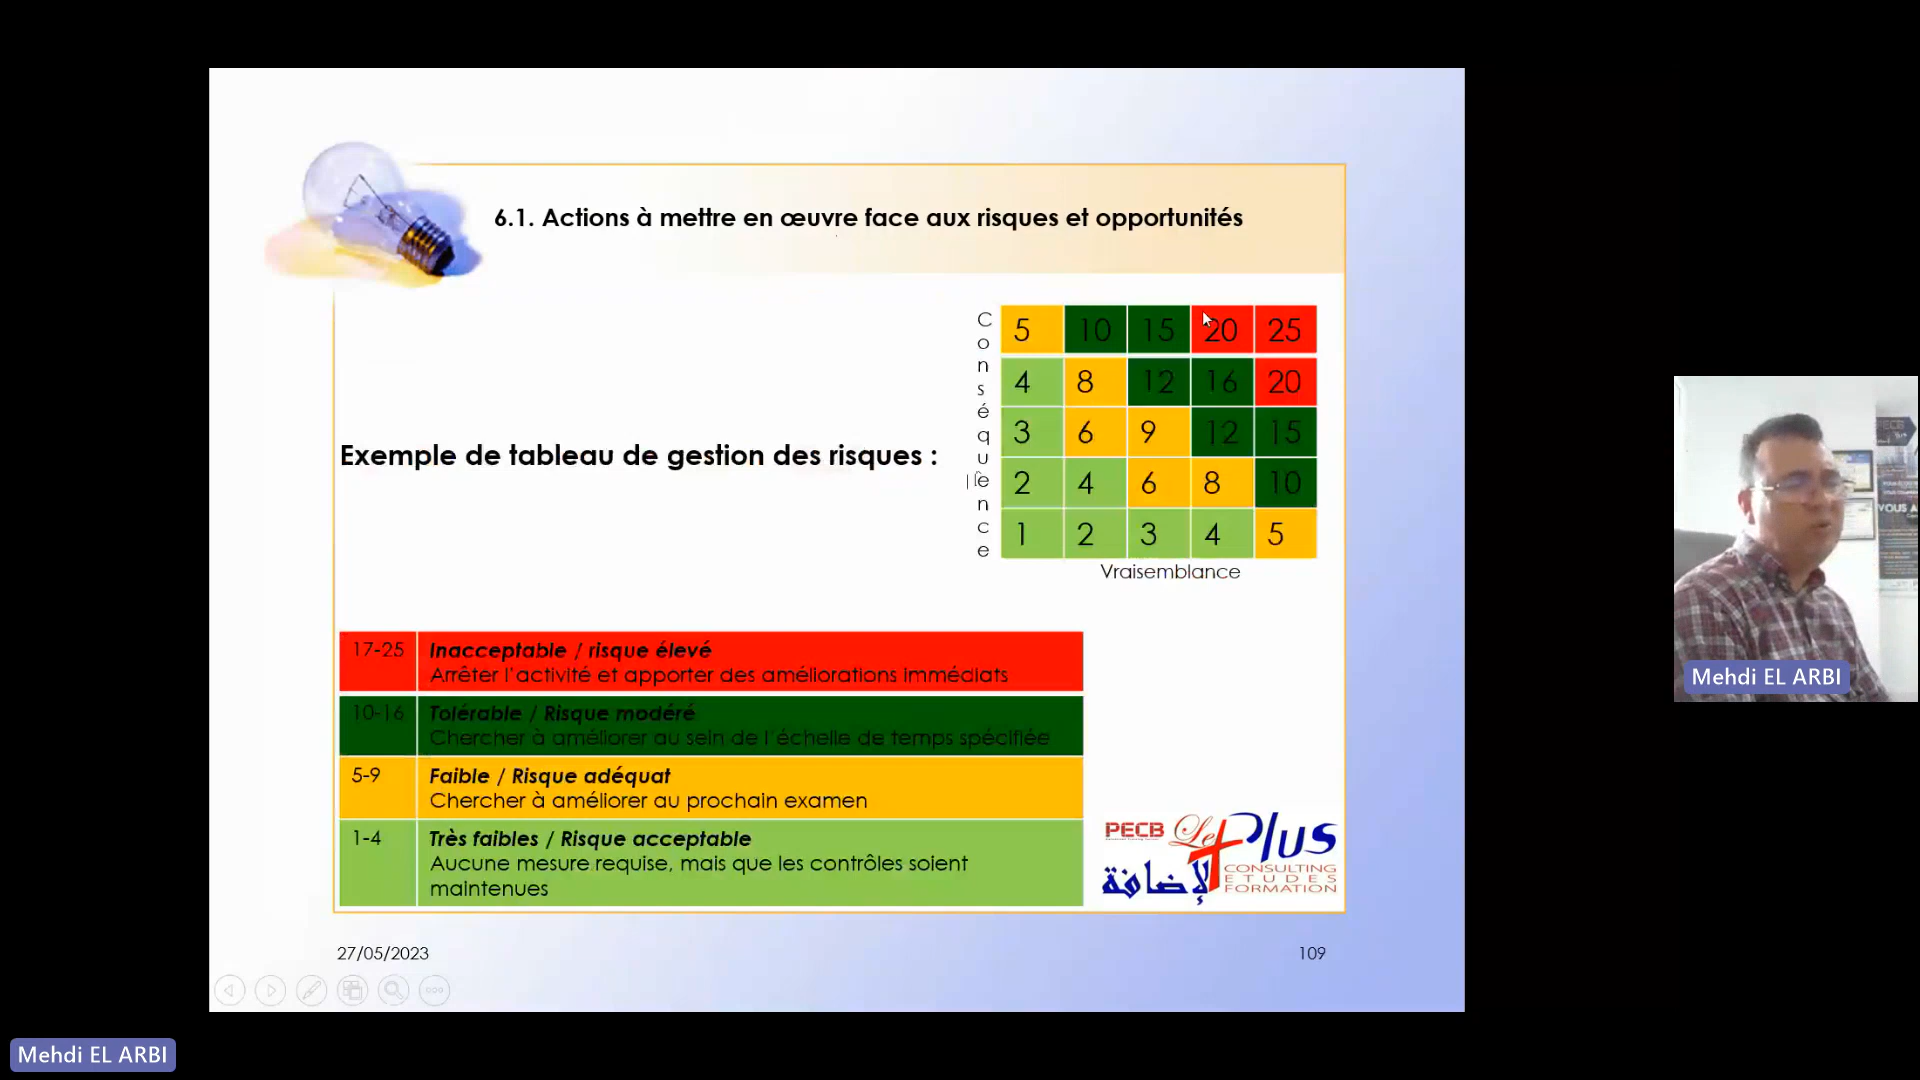 6.1. Actions à mettre en œuvre face aux risques et opportunités
Conséquence
5 10 15 20 25
4 8 12 16 20
3 6 9 12 15
2 4 6 8 10
1 2 3 4 5
Vraisemblance
Exemple de tableau de gestion des risques :
17-25 Inacceptable / risque élevé
Arrêter l'activité et apporter des améliorations immédiats
10-16 Tolérable / Risque modéré
Chercher à améliorer au sein de l'échelle de temps spécifiée
5-9 Faible / Risque adéquat
Chercher à améliorer au prochain examen
1-4 Très faibles / Risque acceptable
Aucune mesure requise, mais que les contrôles soient
maintenues
PECB Le Plus
الإضافة
CONSULTING
ETUDES
FORMATION
27/05/2023
109
PECB
VOUS A
Mehdi EL ARBI
Mehdi EL ARBI